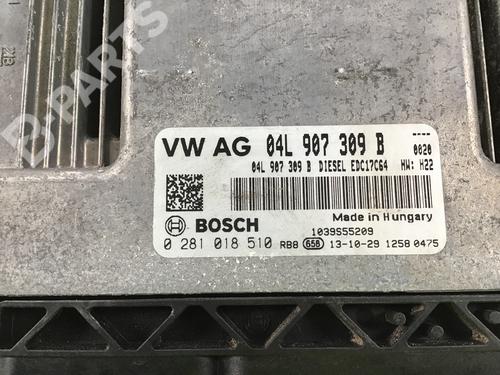 B-PARTS
VW AG 04L 907 309 B ----
0020
04L 907 309 B DIESEL EDC17C64 HW: H22
Made in Hungary
BOSCH 1039S55209
0 281 018 510 RB8 658 13-10-29 1258 0475